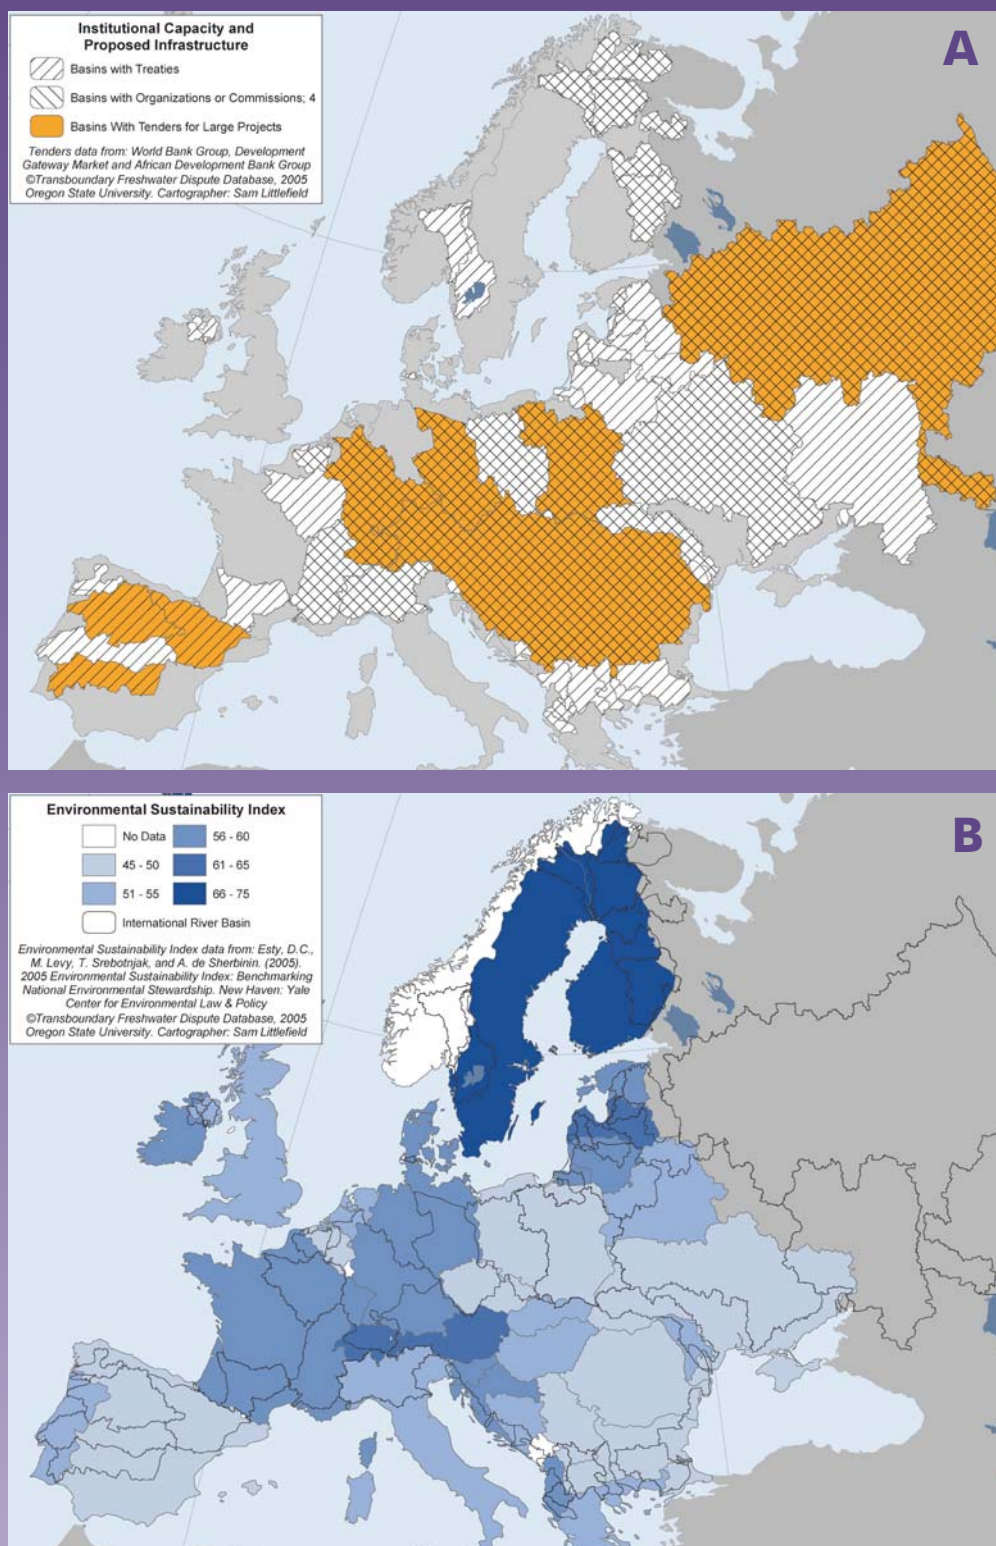 Institutional Capacity and
Proposed Infrastructure
Basins with Treaties
Basins with Organizations or Commissions; 4
Basins With Tenders for Large Projects
Tenders data from: World Bank Group, Development
Gateway Market and African Development Bank Group
©Transboundary Freshwater Dispute Database, 2005
Oregon State University. Cartographer: Sam Littlefield
A
Environmental Sustainability Index
No Data
56 - 60
45 - 50
61 - 65
51 - 55
66 - 75
International River Basin
Environmental Sustainability Index data from: Esty, D.C.,
M. Levy, T. Srebotnjak, and A. de Sherbinin. (2005).
2005 Environmental Sustainability Index: Benchmarking
National Environmental Stewardship. New Haven: Yale
Center for Environmental Law & Policy
©Transboundary Freshwater Dispute Database, 2005
Oregon State University. Cartographer: Sam Littlefield
B